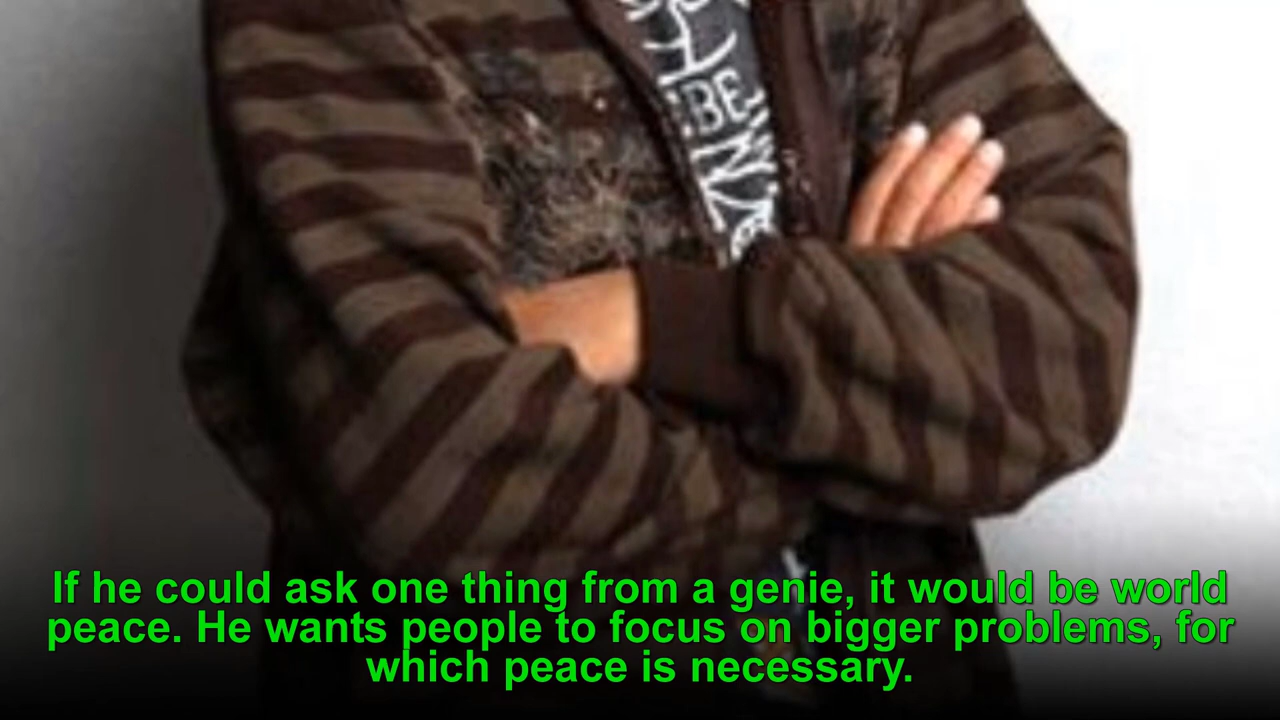 BE
If he could ask one thing from a genie, it would be world
peace. He wants people to focus on bigger problems, for
which peace is necessary.